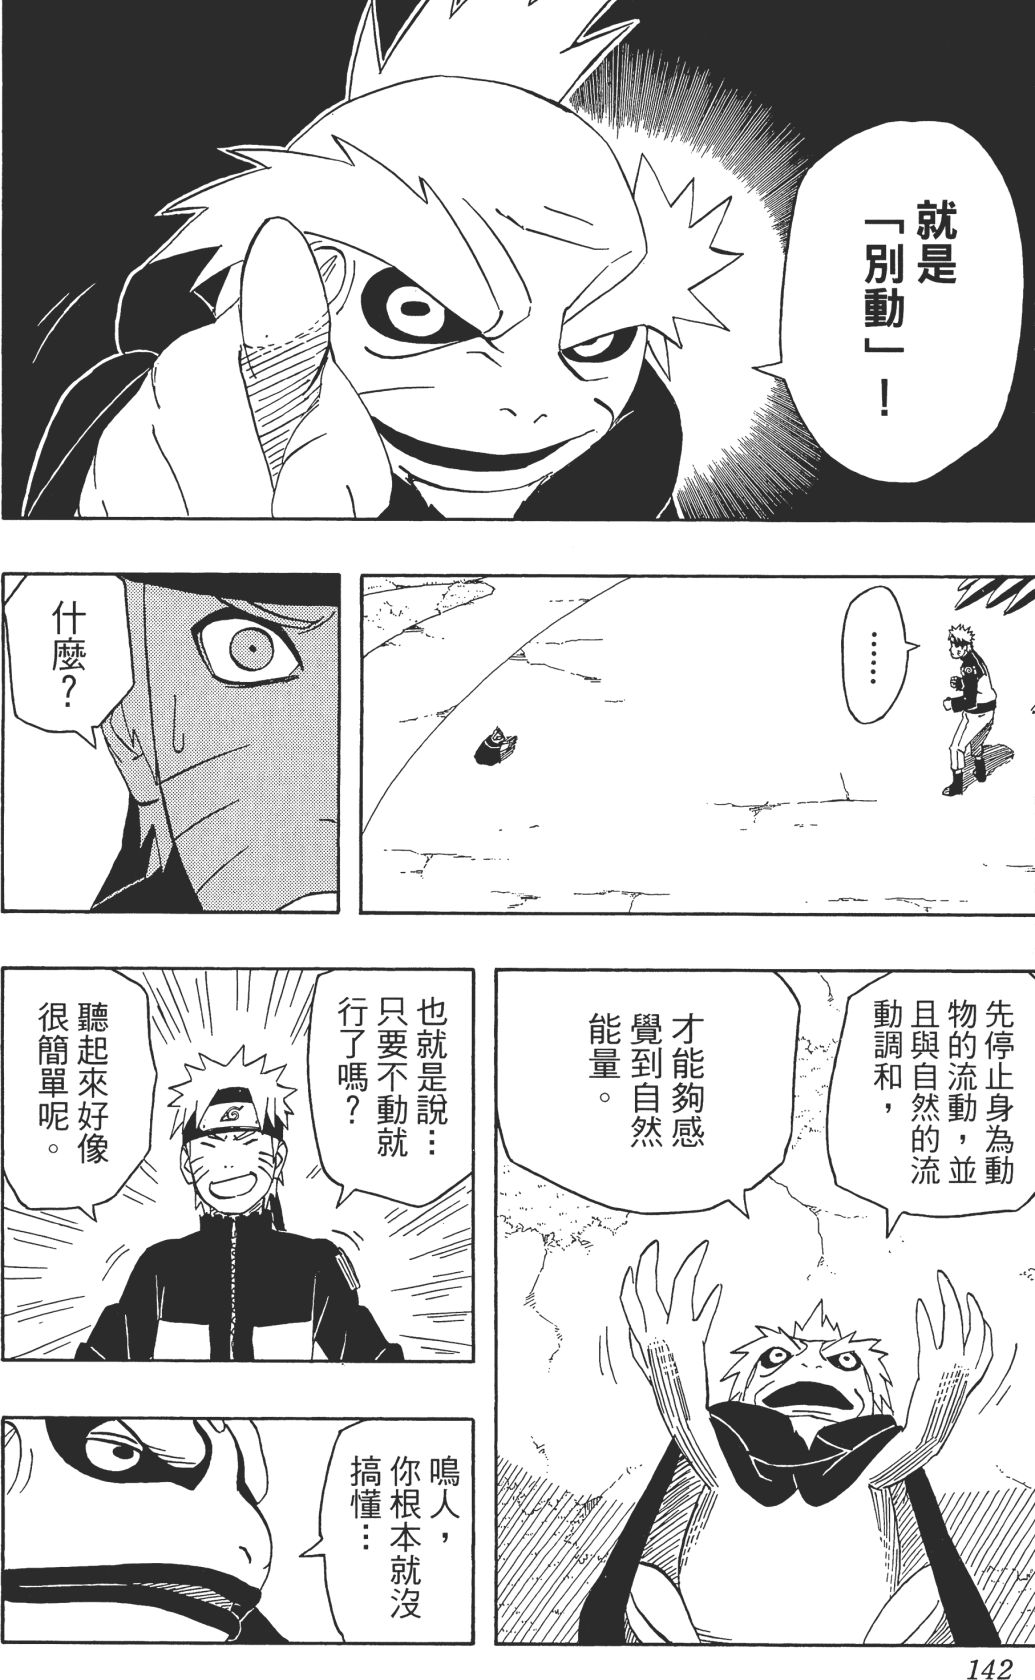 就是
「別動」！
……
什麼？
先停止身為動
物的流動，並
且與自然的流
動調和，
才能夠感
覺到自然
能量。
也就是說…
只要不動就
行了嗎？
聽起來好像
很簡單呢。
鳴人，
你根本就沒
搞懂…
142